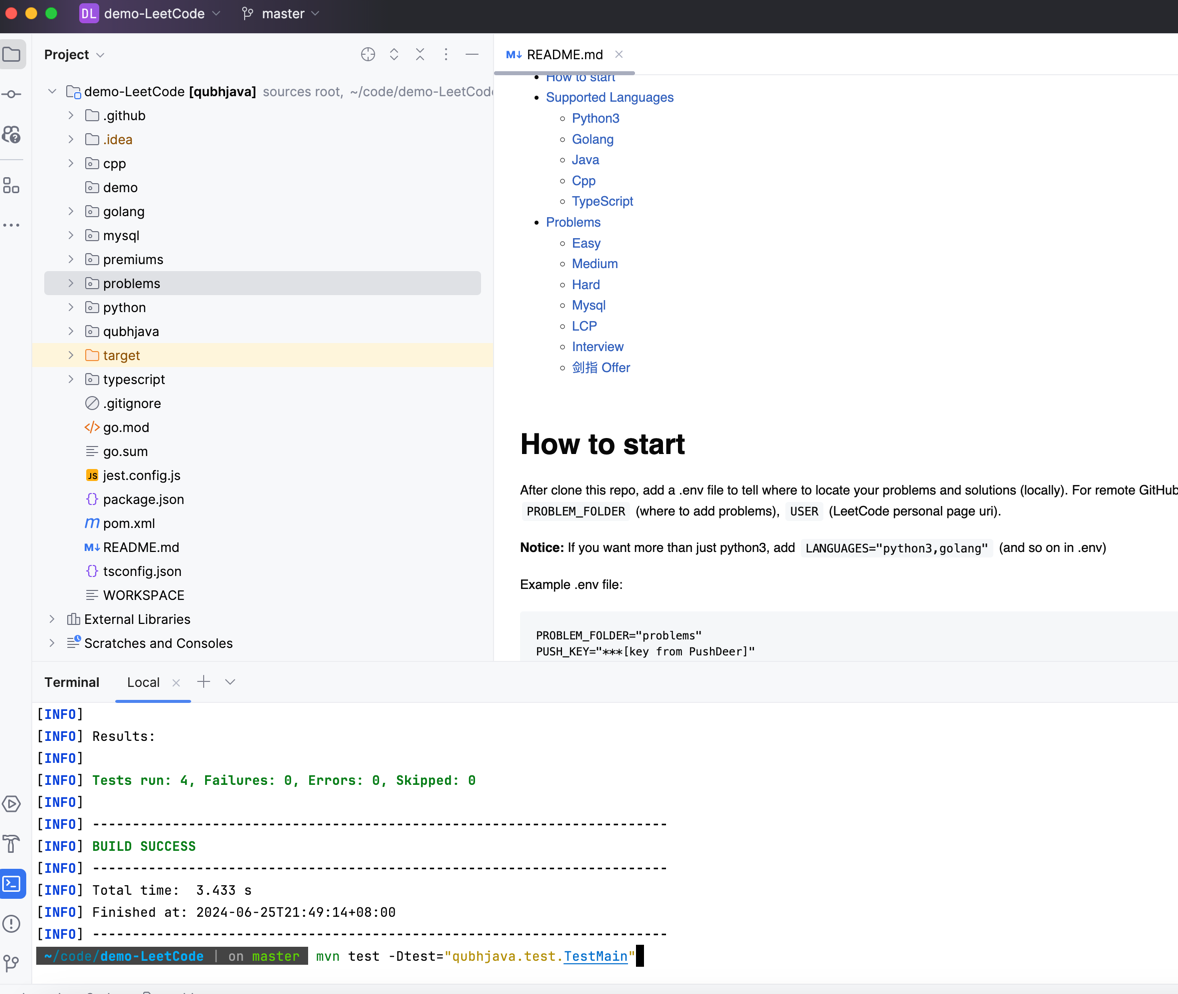 DL demo-LeetCode master
Project
README.md
demo-LeetCode [qubhjava] sources root, ~/code/demo-LeetCode
.github
.idea
cpp
demo
golang
mysql
premiums
problems
python
qubhjava
target
typescript
.gitignore
go.mod
go.sum
JS jest.config.js
package.json
pom.xml
README.md
tsconfig.json
WORKSPACE
External Libraries
Scratches and Consoles
How to start
Supported Languages
Python3
Golang
Java
Cpp
TypeScript
Problems
Easy
Medium
Hard
Mysql
LCP
Interview
剑指 Offer
How to start
After clone this repo, add a .env file to tell where to locate your problems and solutions (locally). For remote GitHub
PROBLEM_FOLDER (where to add problems), USER (LeetCode personal page uri).
Notice: If you want more than just python3, add LANGUAGES="python3,golang" (and so on in .env)
Example .env file:
PROBLEM_FOLDER="problems"
PUSH_KEY="***[key from PushDeer]"
Terminal Local
[INFO]
[INFO] Results:
[INFO]
[INFO] Tests run: 4, Failures: 0, Errors: 0, Skipped: 0
[INFO]
[INFO] ------------------------------------------------------------------------
[INFO] BUILD SUCCESS
[INFO] ------------------------------------------------------------------------
[INFO] Total time:  3.433 s
[INFO] Finished at: 2024-06-25T21:49:14+08:00
[INFO] ------------------------------------------------------------------------
~/code/demo-LeetCode | on master mvn test -Dtest="qubhjava.test.TestMain"